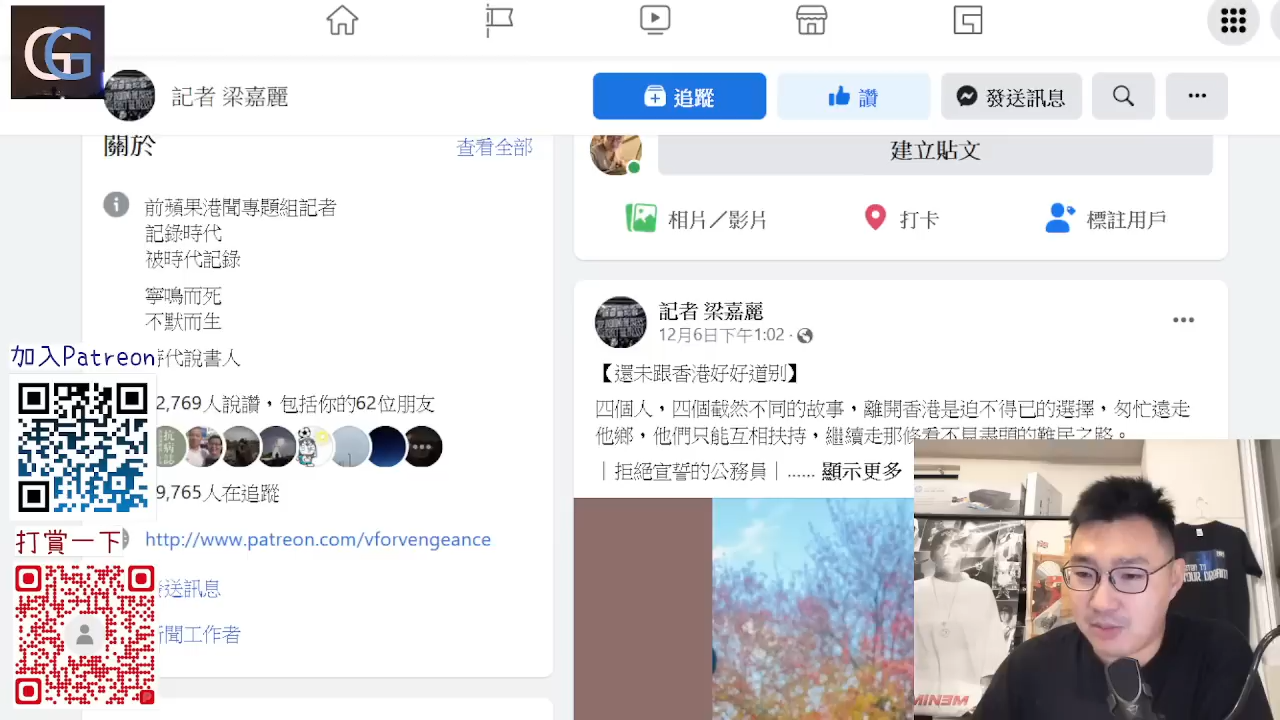 GG
記者 梁嘉麗
追蹤
讚
發送訊息
關於
查看全部
前蘋果港聞專題組記者
記錄時代
被時代記錄
寧鳴而死
不默而生
時代說書人
2,769人說讚，包括你的62位朋友
9,765人在追蹤
http://www.patreon.com/vforvengeance
發送訊息
新聞工作者
加入Patreon
打賞一下
建立貼文
相片／影片
打卡
標註用戶
記者 梁嘉麗
12月6日下午1:02
【還未跟香港好好道別】
四個人，四個截然不同的故事，離開香港是迫不得已的選擇，匆忙遠走
他鄉，他們只能互相扶持，繼續走那條看不見盡頭的難民之路。
｜拒絕宣誓的公務員｜...... 顯示更多